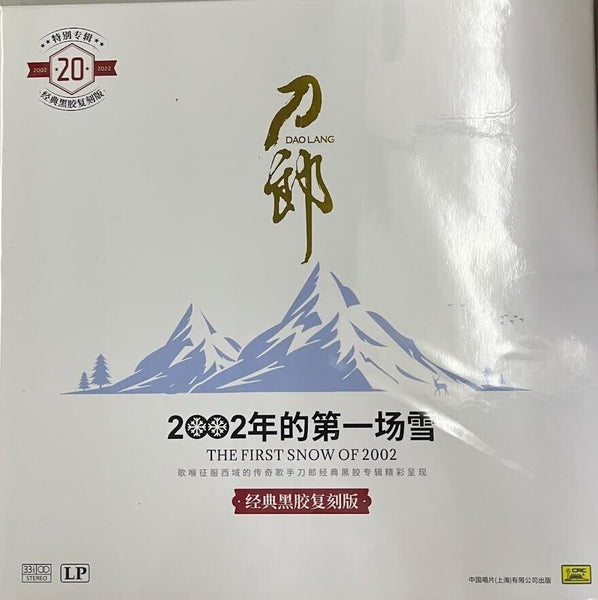 特别专辑
2002 20 2022
经典黑胶复刻版
刀郎
DAO LANG
2002年的第一场雪
THE FIRST SNOW OF 2002
歌喉征服西域的传奇歌手刀郎经典黑胶专辑精彩呈现
·经典黑胶复刻版·
33⅓
STEREO
LP
中国唱片(上海)有限公司出版
CRC